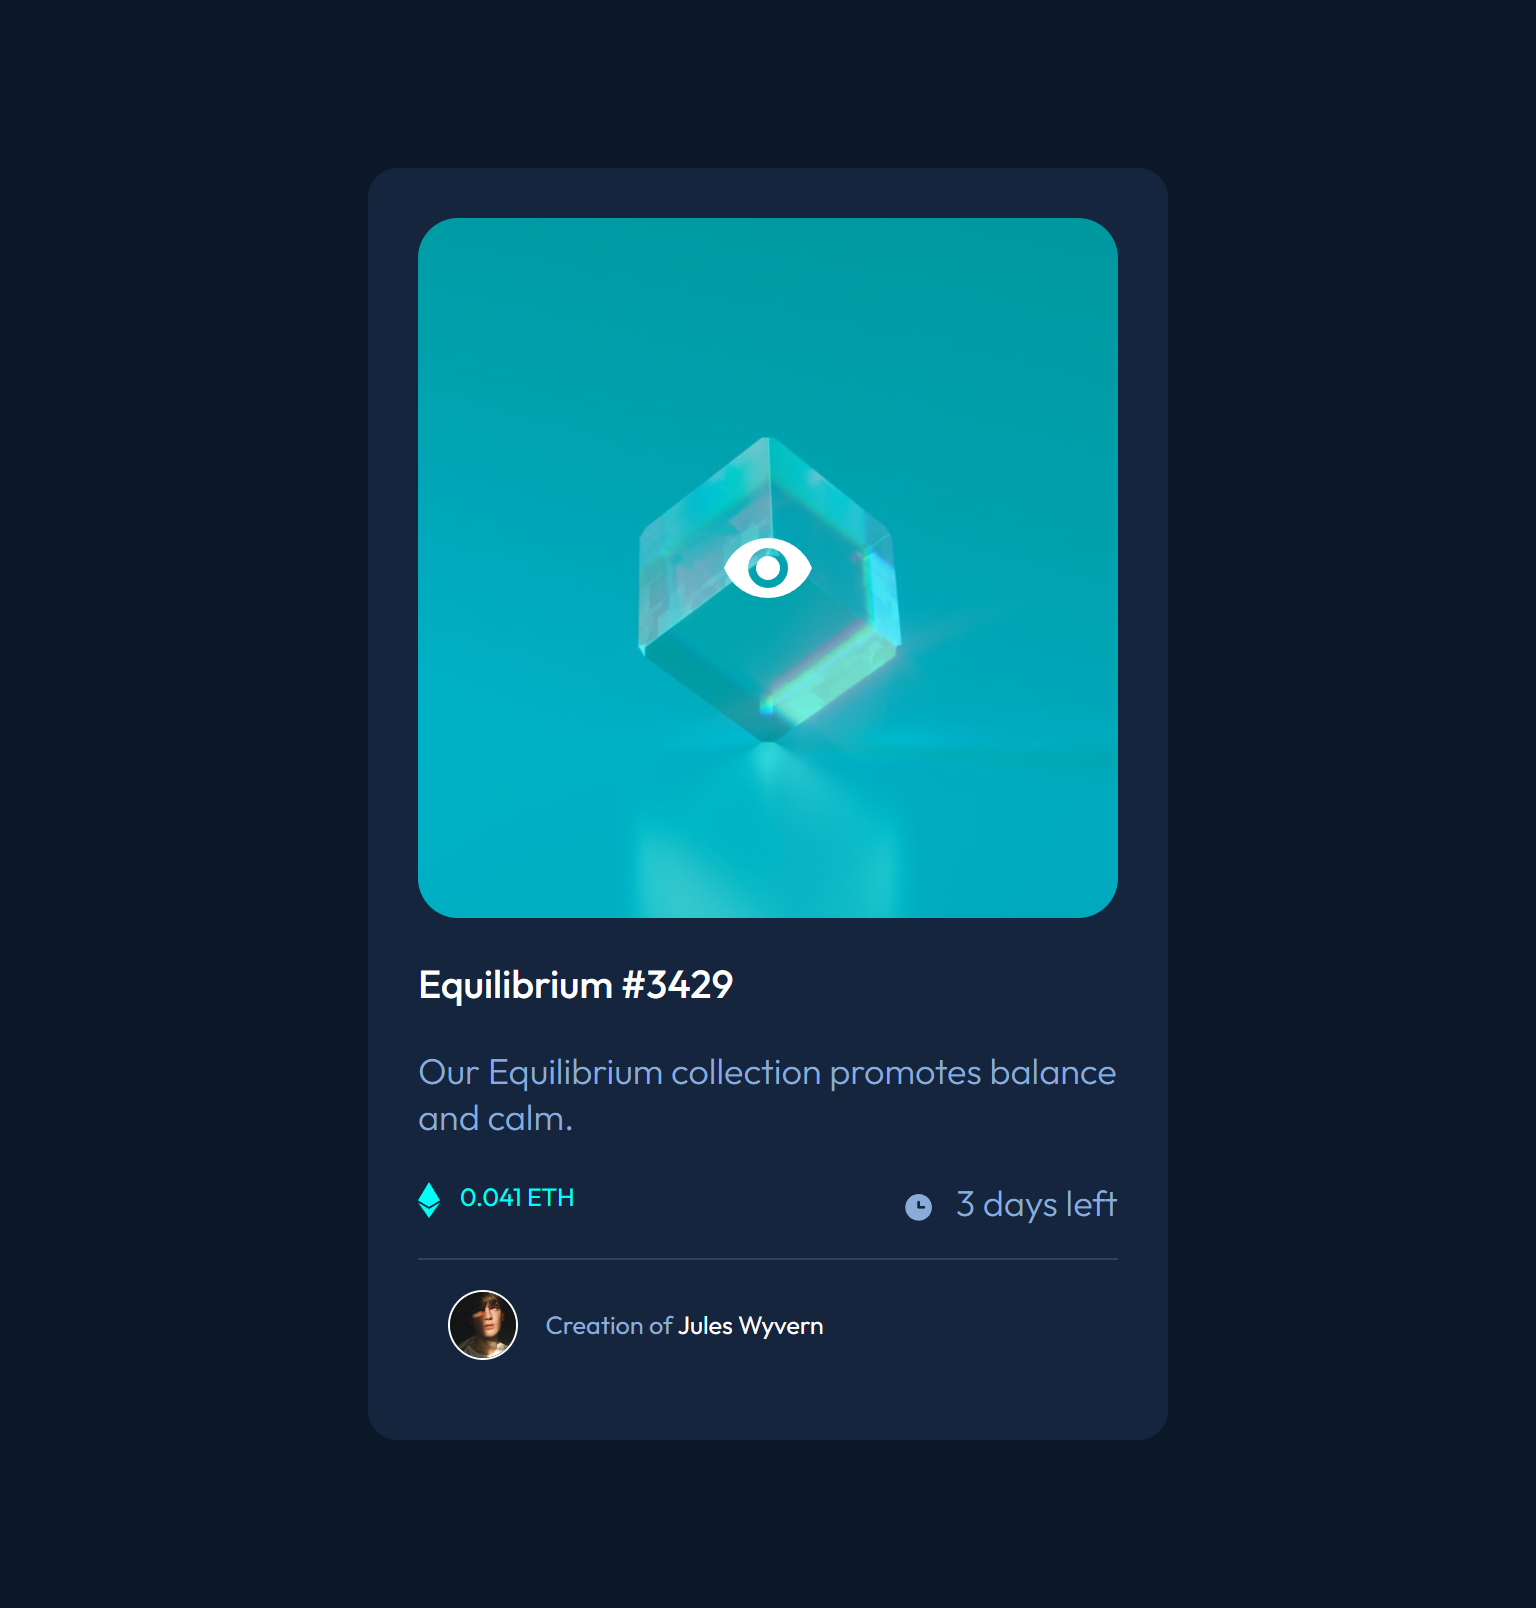 Equilibrium #3429
Our Equilibrium collection promotes balance
and calm.
0.041 ETH
3 days left
Creation of Jules Wyvern